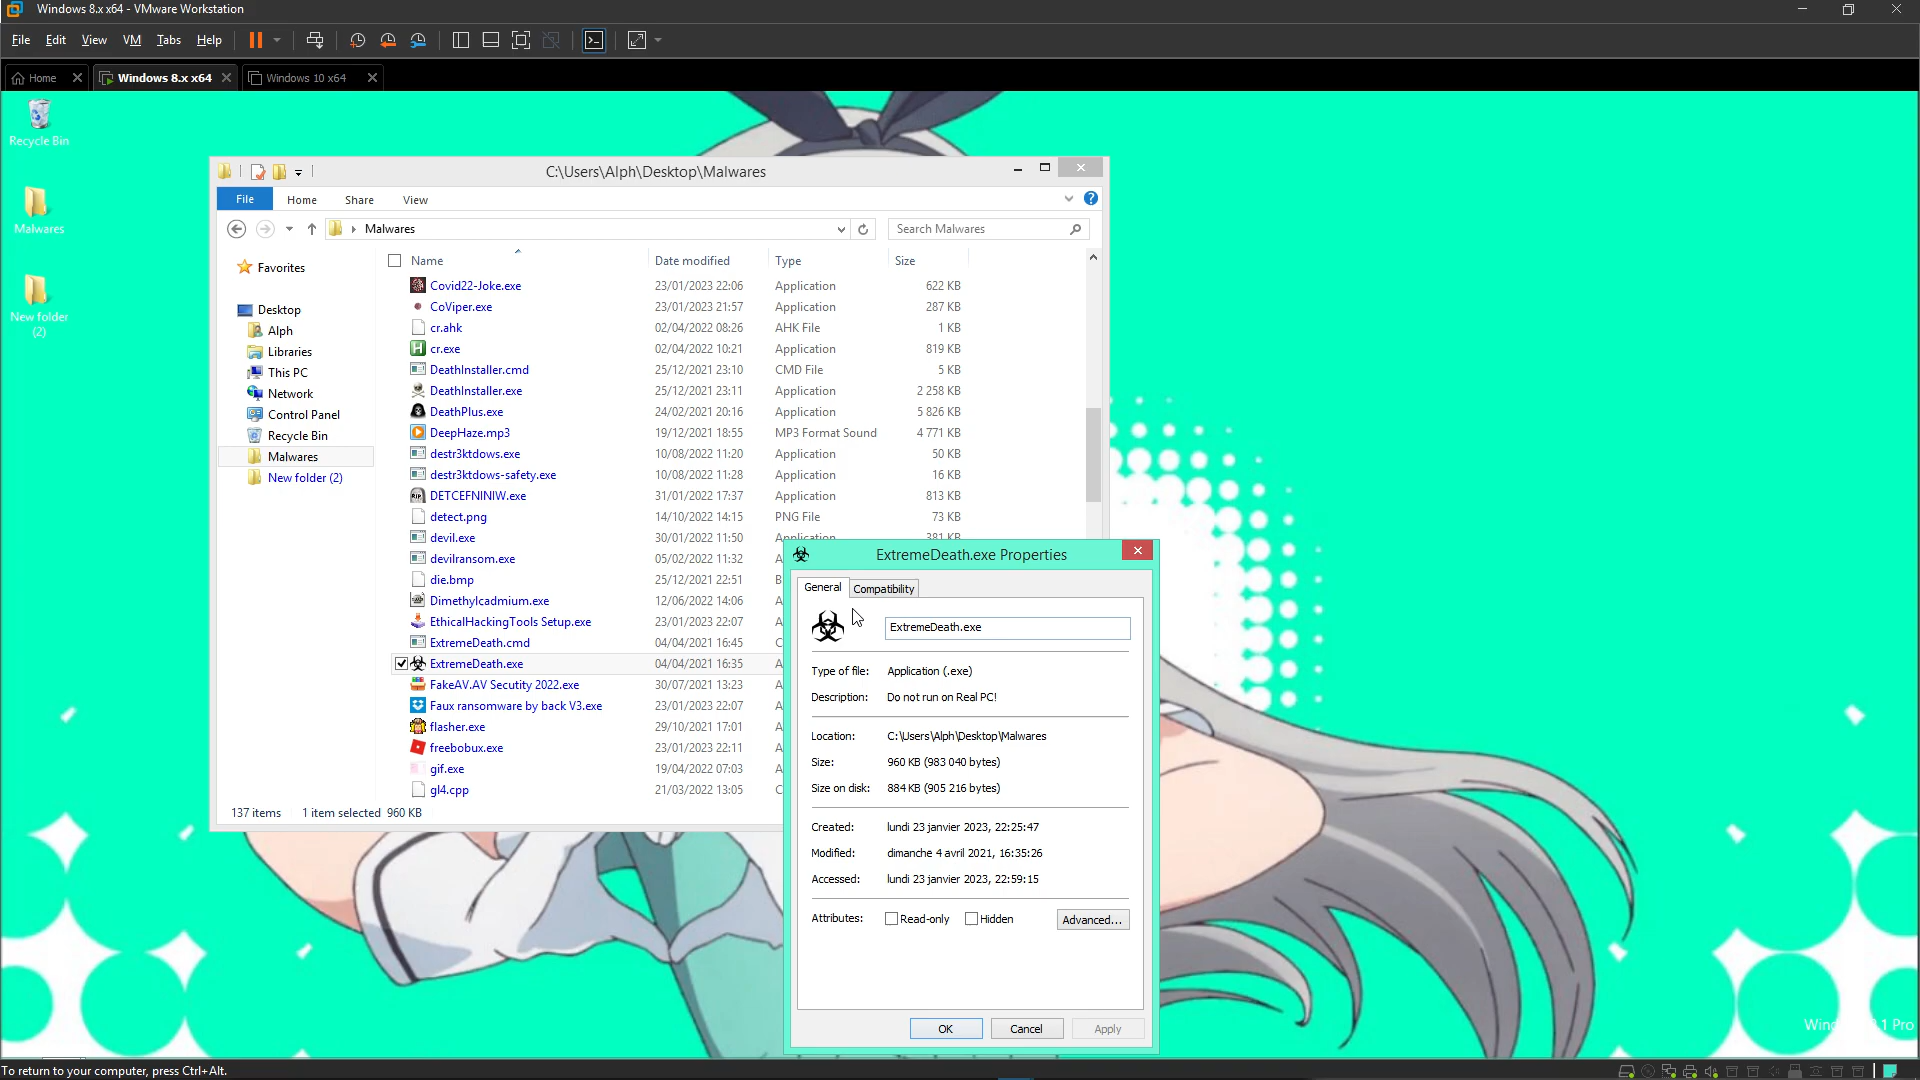 Windows 8.x x64 - VMware Workstation
File Edit View VM Tabs Help
Home Windows 8.x x64 Windows 10 x64
Recycle Bin
Malwares
New folder
(2)
C:\Users\Alph\Desktop\Malwares
File Home Share View
Malwares Search Malwares
Favorites
Desktop
Alph
Libraries
This PC
Network
Control Panel
Recycle Bin
Malwares
New folder (2)
Name Date modified Type Size
Covid22-Joke.exe 23/01/2023 22:06 Application 622 KB
CoViper.exe 23/01/2023 21:57 Application 287 KB
cr.ahk 02/04/2022 08:26 AHK File 1 KB
cr.exe 02/04/2022 10:21 Application 819 KB
DeathInstaller.cmd 25/12/2021 23:10 CMD File 5 KB
DeathInstaller.exe 25/12/2021 23:11 Application 2 258 KB
DeathPlus.exe 24/02/2021 20:16 Application 5 826 KB
DeepHaze.mp3 19/12/2021 18:55 MP3 Format Sound 4 771 KB
destr3ktdows.exe 10/08/2022 11:20 Application 50 KB
destr3ktdows-safety.exe 10/08/2022 11:28 Application 16 KB
DETCEFNINIW.exe 31/01/2022 17:37 Application 813 KB
detect.png 14/10/2022 14:15 PNG File 73 KB
devil.exe 30/01/2022 11:50 Application 381 KB
devilransom.exe 05/02/2022 11:32 A
die.bmp 25/12/2021 22:51 B
Dimethylcadmium.exe 12/06/2022 14:06 A
EthicalHackingTools Setup.exe 23/01/2023 22:07 A
ExtremeDeath.cmd 04/04/2021 16:45 C
ExtremeDeath.exe 04/04/2021 16:35 A
FakeAV.AV Secutity 2022.exe 30/07/2021 13:23 A
Faux ransomware by back V3.exe 23/01/2023 22:07 A
flasher.exe 29/10/2021 17:01 A
freebobux.exe 23/01/2023 22:11 A
gif.exe 19/04/2022 07:03 A
gl4.cpp 21/03/2022 13:05 C
137 items 1 item selected 960 KB
ExtremeDeath.exe Properties
General Compatibility
ExtremeDeath.exe
Type of file: Application (.exe)
Description: Do not run on Real PC!
Location: C:\Users\Alph\Desktop\Malwares
Size: 960 KB (983 040 bytes)
Size on disk: 884 KB (905 216 bytes)
Created: lundi 23 janvier 2023, 22:25:47
Modified: dimanche 4 avril 2021, 16:35:26
Accessed: lundi 23 janvier 2023, 22:59:15
Attributes: Read-only Hidden Advanced...
OK Cancel Apply
1 Pro
To return to your computer, press Ctrl+Alt.